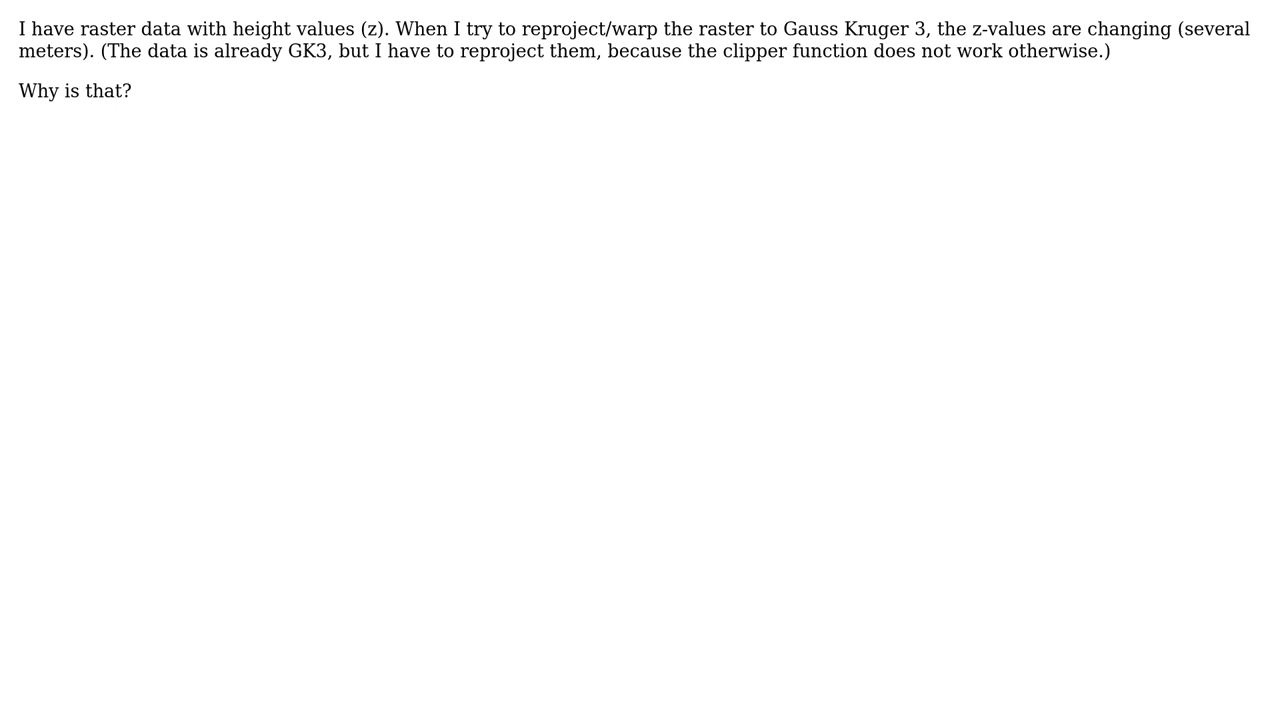 I have raster data with height values (z). When I try to reproject/warp the raster to Gauss Kruger 3, the z-values are changing (several
meters). (The data is already GK3, but I have to reproject them, because the clipper function does not work otherwise.)
Why is that?